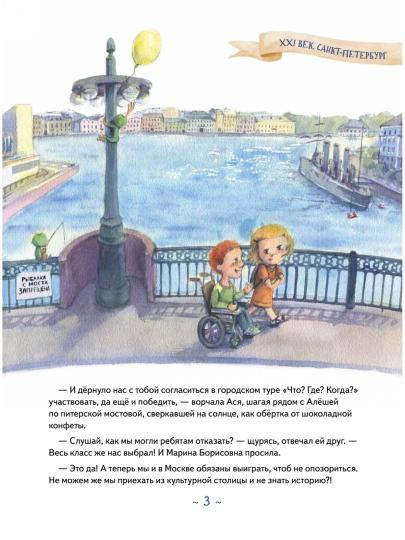 XXI ВЕК. САНКТ-ПЕТЕРБУРГ
РЫБАЛКА
С МОСТА
ЗАПРЕЩЕНА
— И дёрнуло нас с тобой согласиться в городском туре «Что? Где? Когда?»
участвовать, да ещё и победить, — ворчала Ася, шагая рядом с Алёшей
по питерской мостовой, сверкавшей на солнце, как обёртка от шоколадной
конфеты.
— Слушай, как мы могли ребятам отказать? — щурясь, отвечал ей друг. —
Весь класс же нас выбрал! И Марина Борисовна просила.
— Это да! А теперь мы и в Москве обязаны выиграть, чтоб не опозориться.
Не можем же мы приехать из культурной столицы и не знать историю?!
~ 3 ~